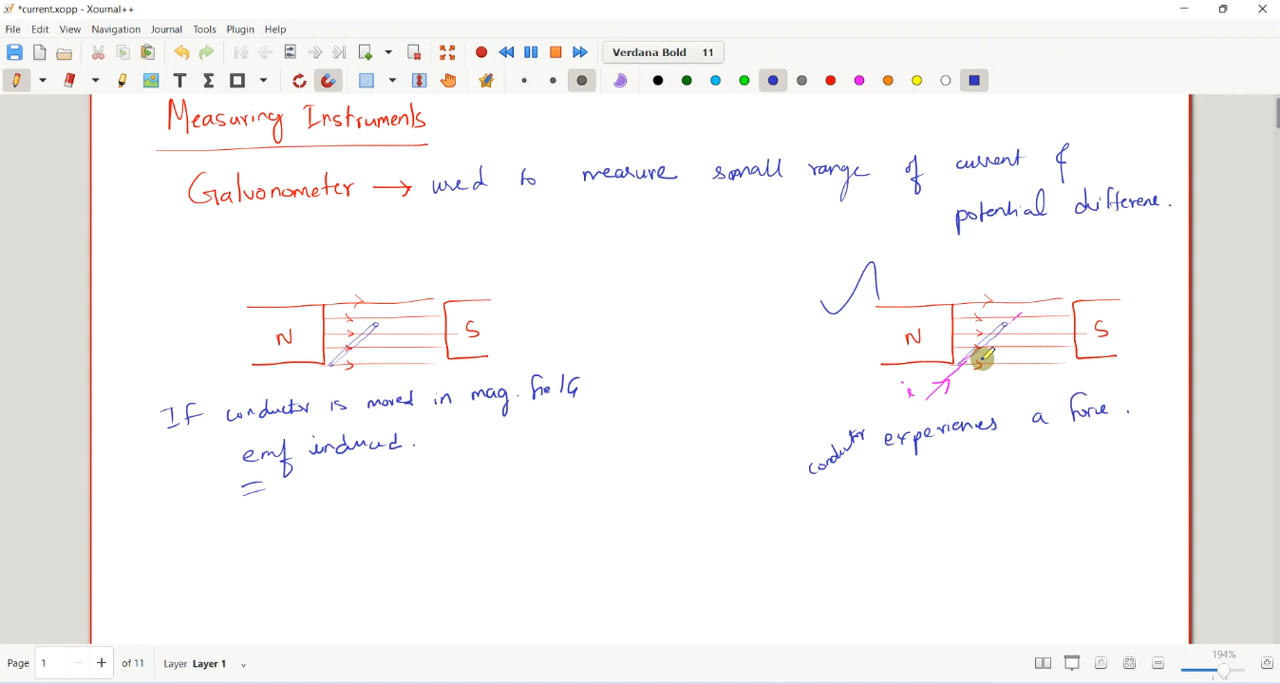 *current.xopp - Xournal++
File Edit View Navigation Journal Tools Plugin Help
Verdana Bold 11
Measuring Instruments
Galvonometer → used to measure small range of current &
potential differene.
N S
N S
i
If conductor is moved in mag. field
emf induced.
conductor experiences a force.
Page 1 of 11 Layer Layer 1
194%